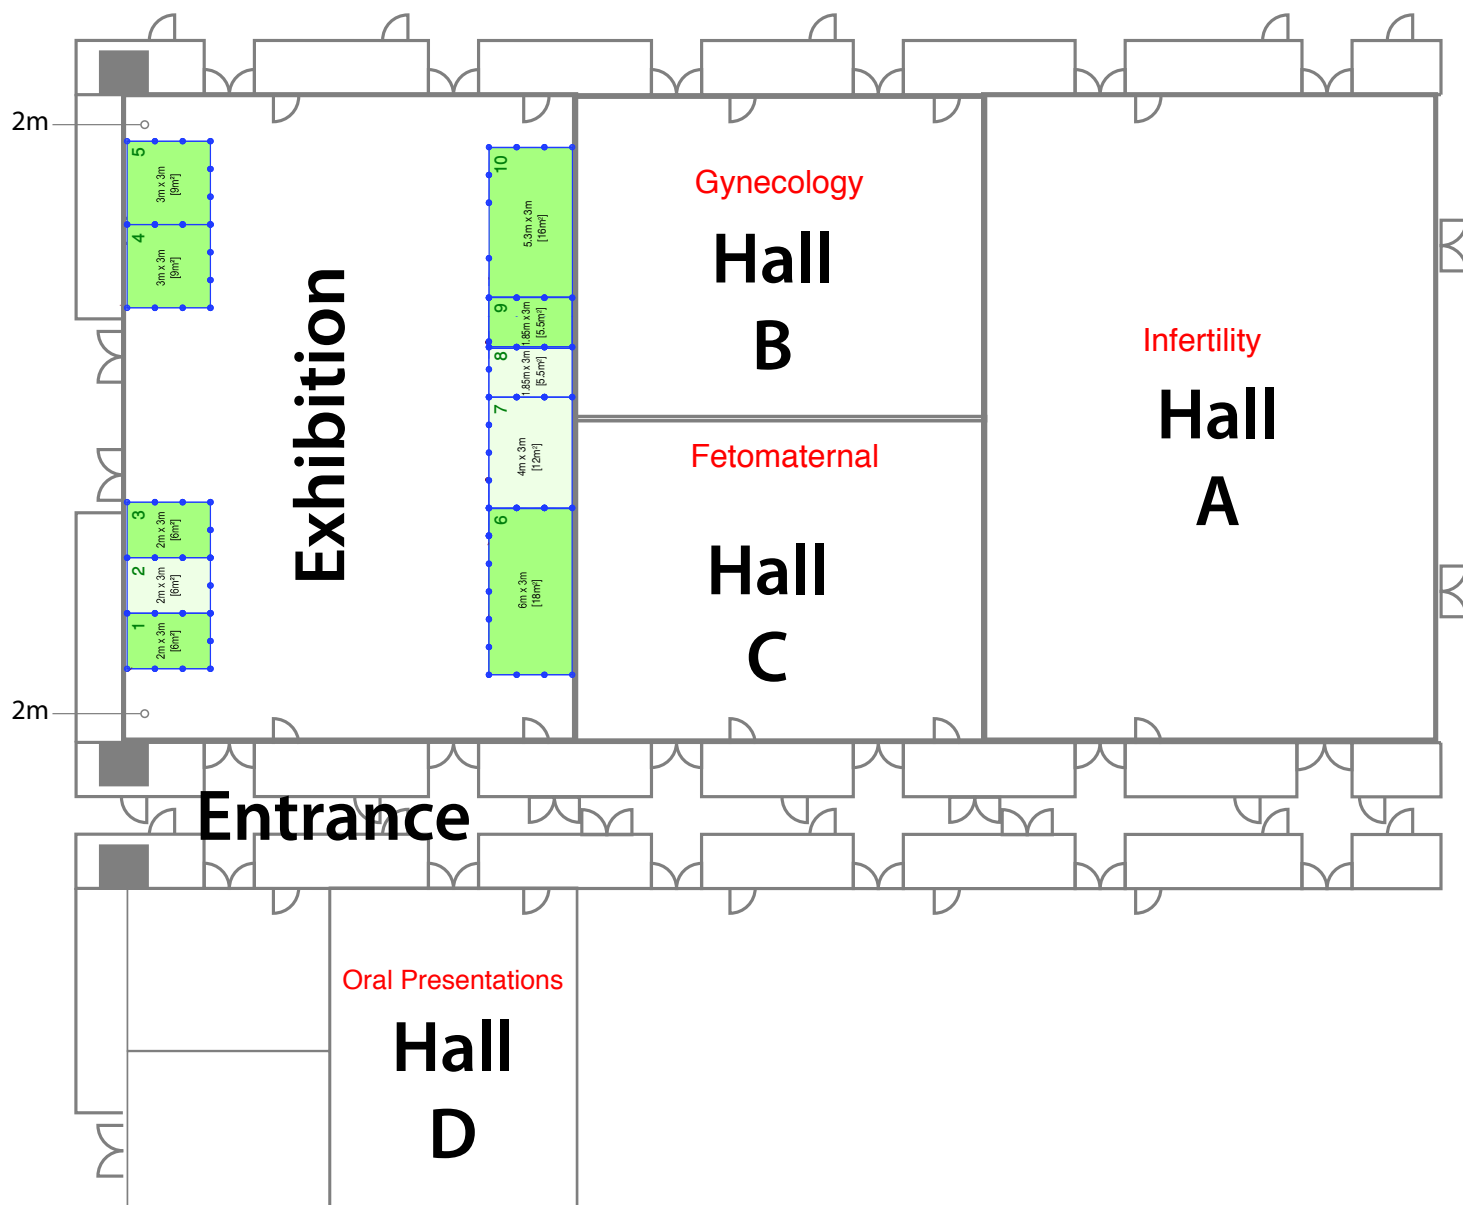 2m
5
3m x 3m
[9m²]
4
3m x 3m
[9m²]
3
2m x 3m
[6m²]
2
2m x 3m
[6m²]
1
2m x 3m
[6m²]
2m
Exhibition
10
5.3m x 3m
[16m²]
9
1.85m x 3m
[5.5m²]
8
1.85m x 3m
[5.5m²]
7
4m x 3m
[12m²]
6
6m x 3m
[18m²]
Gynecology
Hall
B
Fetomaternal
Hall
C
Infertility
Hall
A
Entrance
Oral Presentations
Hall
D